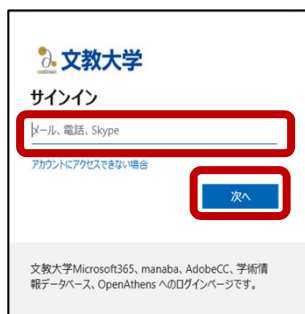 文教大学
サインイン
メール、電話、Skype
アカウントにアクセスできない場合
次へ
文教大学Microsoft365、manaba、AdobeCC、学術情
報データベース、OpenAthens へのログインページです。